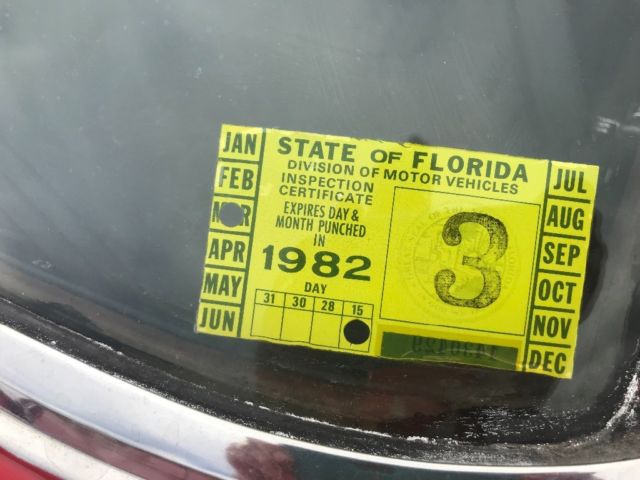 JAN
FEB
MAR
APR
MAY
JUN
STATE OF FLORIDA
DIVISION OF MOTOR VEHICLES
INSPECTION
CERTIFICATE
EXPIRES DAY &
MONTH PUNCHED
IN
1982
DAY
31 30 28 15
3
JUL
AUG
SEP
OCT
NOV
DEC